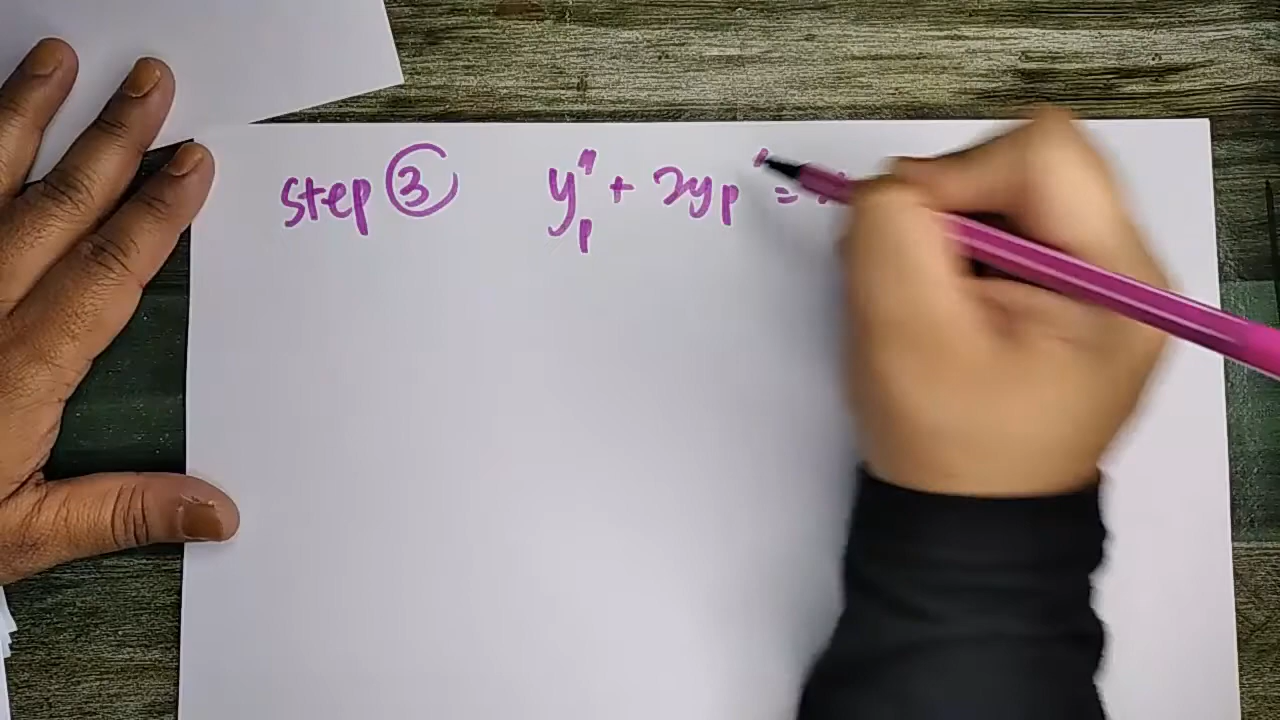 step ③ y''ₚ + 2yₚ' =